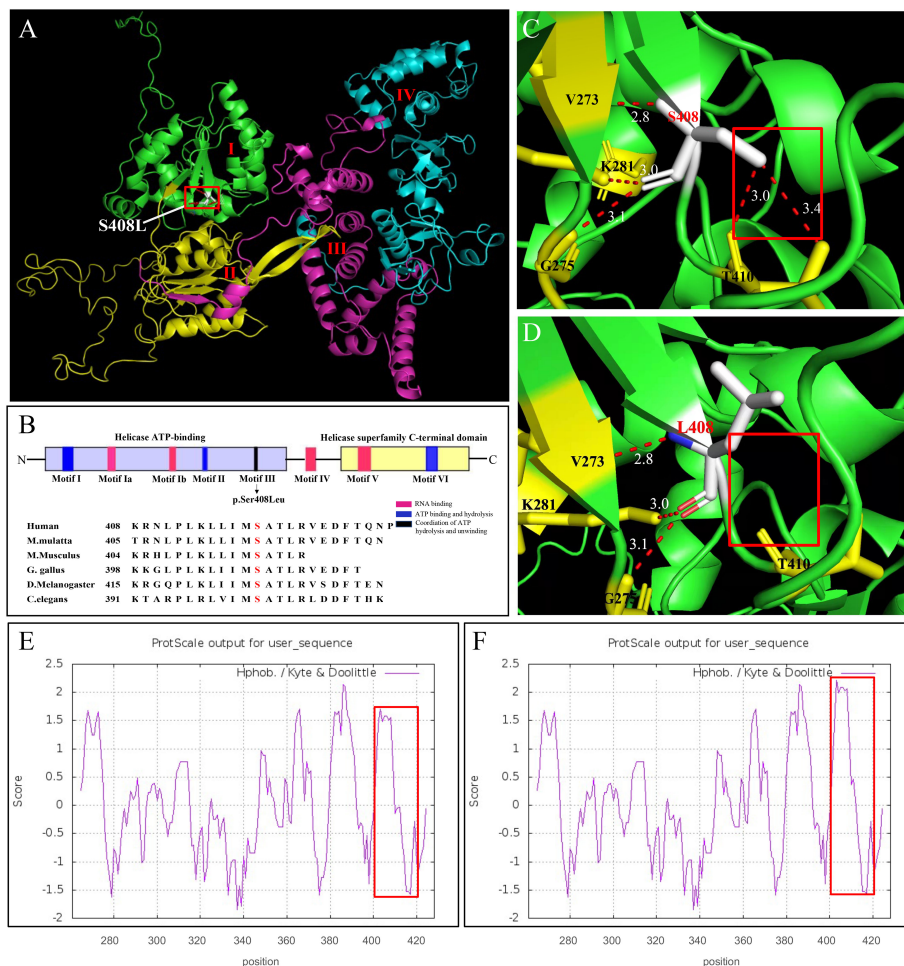 A
I
IV
S408L
II
III
B
Helicase ATP-binding
Helicase superfamily C-terminal domain
N
C
Motif I
Motif Ia
Motif Ib
Motif II
Motif III
Motif IV
Motif V
Motif VI
p.Ser408Leu
RNA binding
ATP binding and hydrolysis
Coordiation of ATP
hydrolysis and unwinding
Human 408 K R N L P L K L L I M S A T L R V E D F T Q N P
M.mulatta 405 T R N L P L K L L I M S A T L R V E D F T Q N
M.Musculus 404 K R H L P L K L L I M S A T L R
G. gallus 398 K K G L P L K L L I M S A T L R V E D F T
D.Melanogaster 415 K R G Q P L K L I I M S A T L R V S D F T E N
C.elegans 391 K T A R P L R L V I M S A T L R L D D F T H K
C
V273
S408
2.8
K281
3.0
3.1
3.0
3.4
G275
T410
D
L408
V273
2.8
K281
3.0
3.1
T410
G27
E
ProtScale output for user_sequence
Hphob. / Kyte & Doolittle
2.5
2
1.5
1
0.5
0
-0.5
-1
-1.5
-2
Score
280 300 320 340 360 380 400 420
position
F
ProtScale output for user_sequence
Hphob. / Kyte & Doolittle
2.5
2
1.5
1
0.5
0
-0.5
-1
-1.5
-2
Score
280 300 320 340 360 380 400 420
position